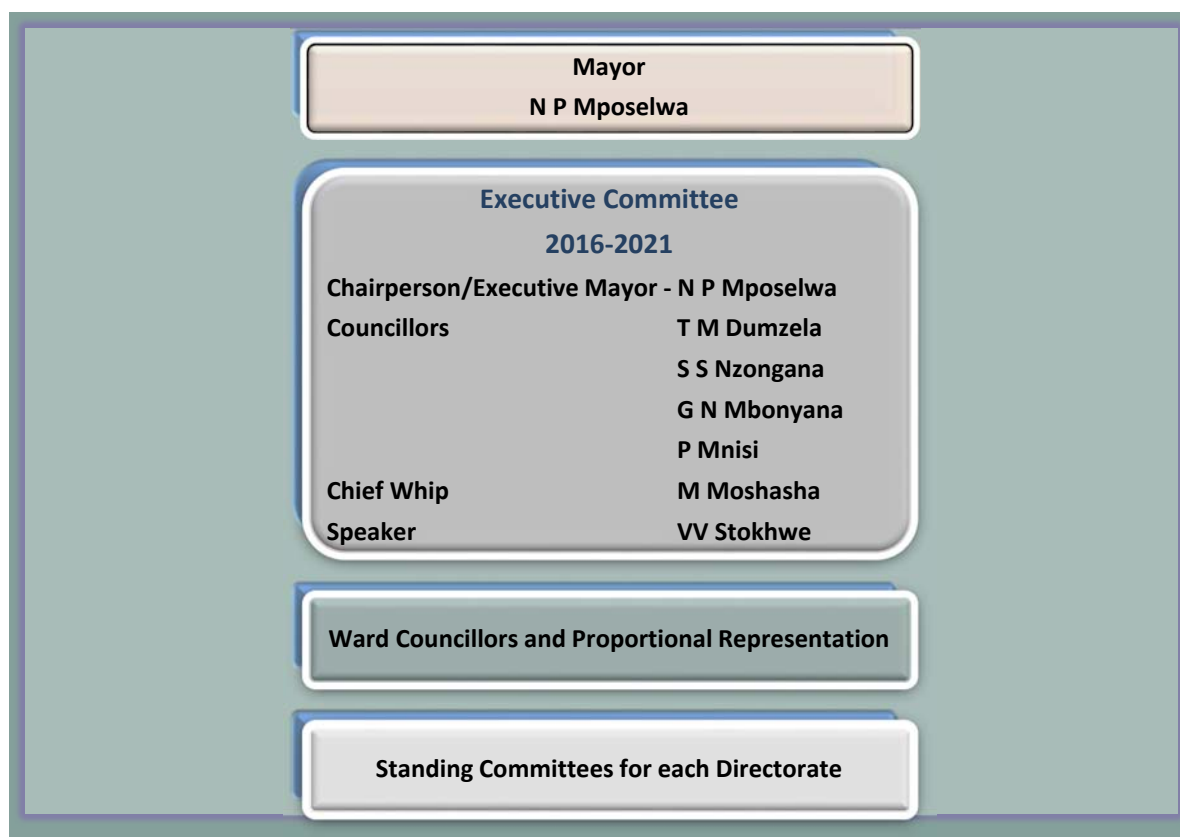 Mayor
N P Mposelwa
Executive Committee
2016-2021
Chairperson/Executive Mayor - N P Mposelwa
Councillors T M Dumzela
S S Nzongana
G N Mbonyana
P Mnisi
Chief Whip M Moshasha
Speaker VV Stokhwe
Ward Councillors and Proportional Representation
Standing Committees for each Directorate